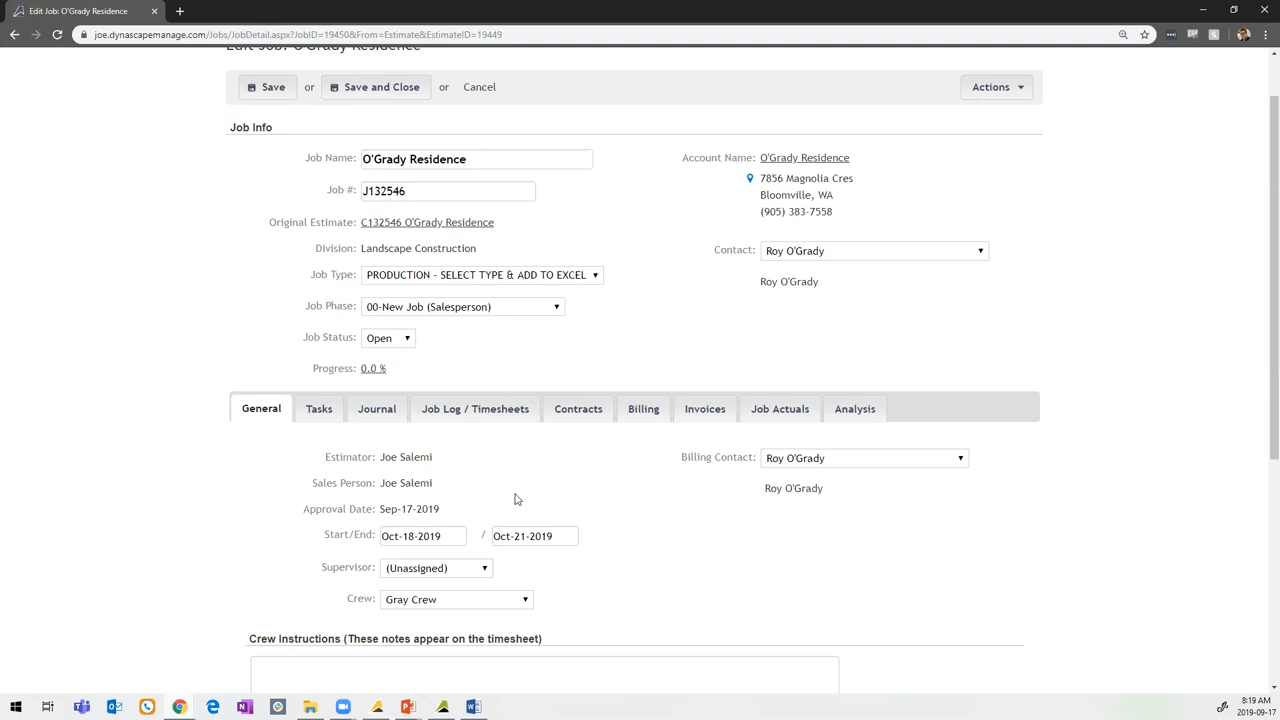 Edit Job: O'Grady Residence
joe.dynascapemanage.com/Jobs/JobDetail.aspx?JobID=19450&From=Estimate&EstimateID=19449
Edit Job: O'Grady Residence
Save or Save and Close or Cancel Actions
Job Info
Job Name: O'Grady Residence
Account Name: O'Grady Residence
7856 Magnolia Cres
Job #: J132546
Bloomville, WA
(905) 383-7558
Original Estimate: C132546 O'Grady Residence
Division: Landscape Construction
Contact: Roy O'Grady
Job Type: PRODUCTION - SELECT TYPE & ADD TO EXCEL
Roy O'Grady
Job Phase: 00-New Job (Salesperson)
Job Status: Open
Progress: 0.0 %
General Tasks Journal Job Log / Timesheets Contracts Billing Invoices Job Actuals Analysis
Estimator: Joe Salemi
Billing Contact: Roy O'Grady
Sales Person: Joe Salemi
Roy O'Grady
Approval Date: Sep-17-2019
Start/End: Oct-18-2019 / Oct-21-2019
Supervisor: (Unassigned)
Crew: Gray Crew
Crew Instructions (These notes appear on the timesheet)
8:19 AM
2019-09-17